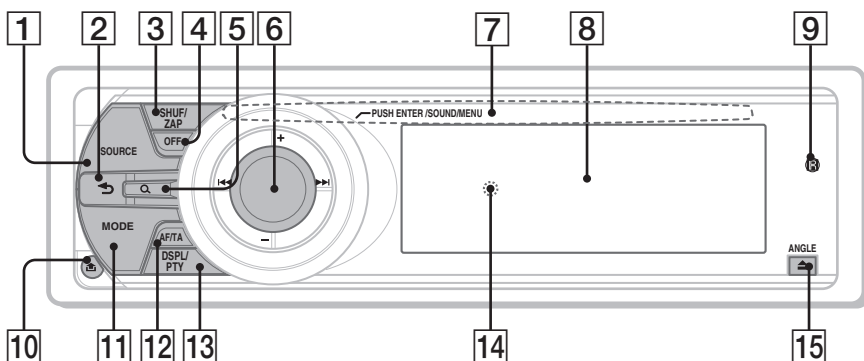 1 2 3 4 5 6 7 8 9
SHUF/
ZAP
PUSH ENTER /SOUND/MENU
OFF
SOURCE
+
R
MODE
AF/TA
–
DSPL/
PTY
ANGLE
10 11 12 13 14 15